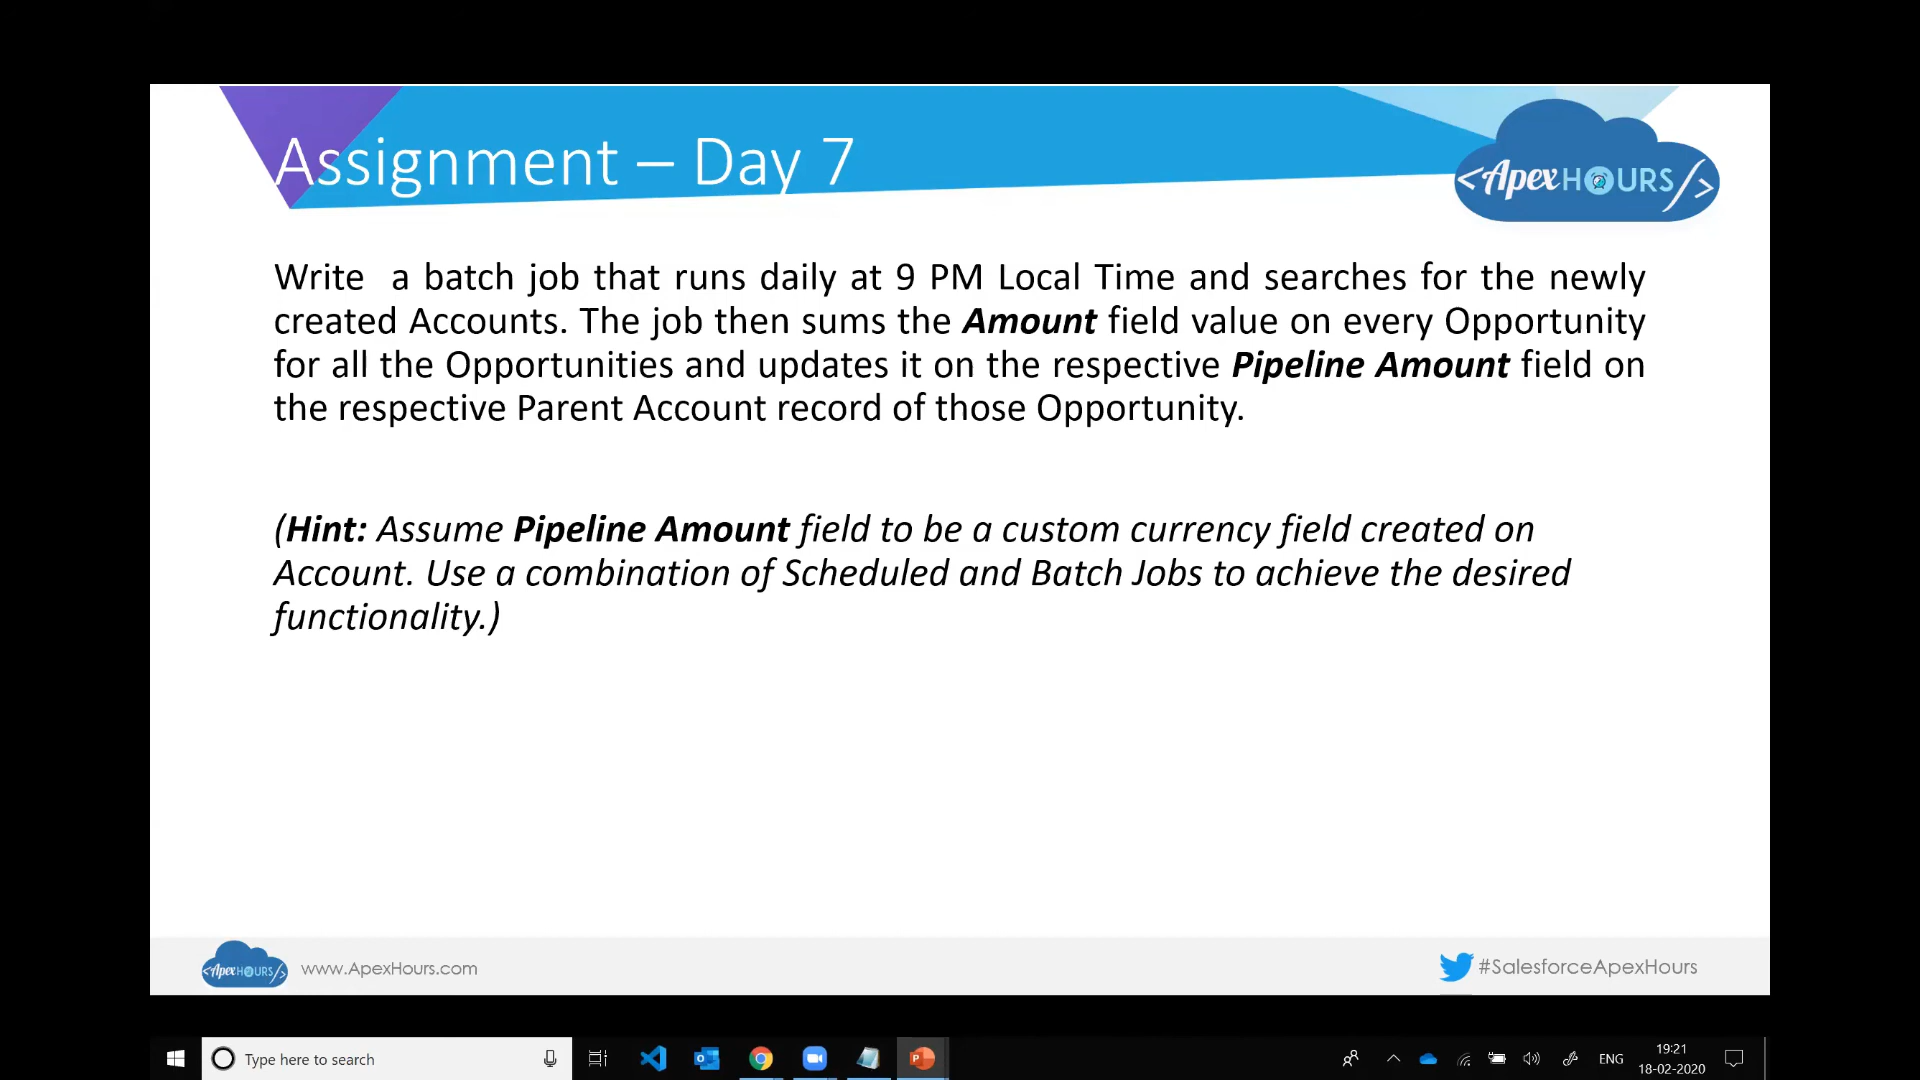 Assignment – Day 7
<ApexHOURS/>
Write a batch job that runs daily at 9 PM Local Time and searches for the newly
created Accounts. The job then sums the Amount field value on every Opportunity
for all the Opportunities and updates it on the respective Pipeline Amount field on
the respective Parent Account record of those Opportunity.
(Hint: Assume Pipeline Amount field to be a custom currency field created on
Account. Use a combination of Scheduled and Batch Jobs to achieve the desired
functionality.)
<ApexHOURS/>
www.ApexHours.com
#SalesforceApexHours
Type here to search
ENG
19:21
18-02-2020